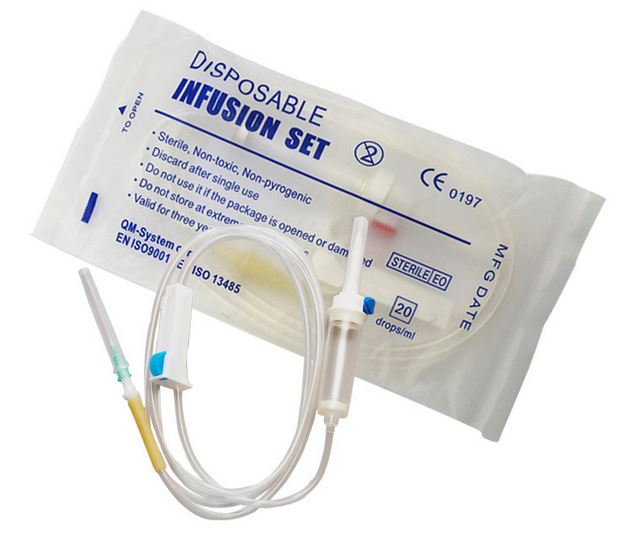 DISPOSABLE
INFUSION SET
TO OPEN
• Sterile, Non-toxic, Non-pyrogenic
• Discard after single use
• Do not use it if the package is opened or damaged
• Do not store at extreme
• Valid for three
QM-System
EN ISO9001
EN ISO 13485
2
CE 0197
STERILE EO
20
drops/ml
MFG DATE